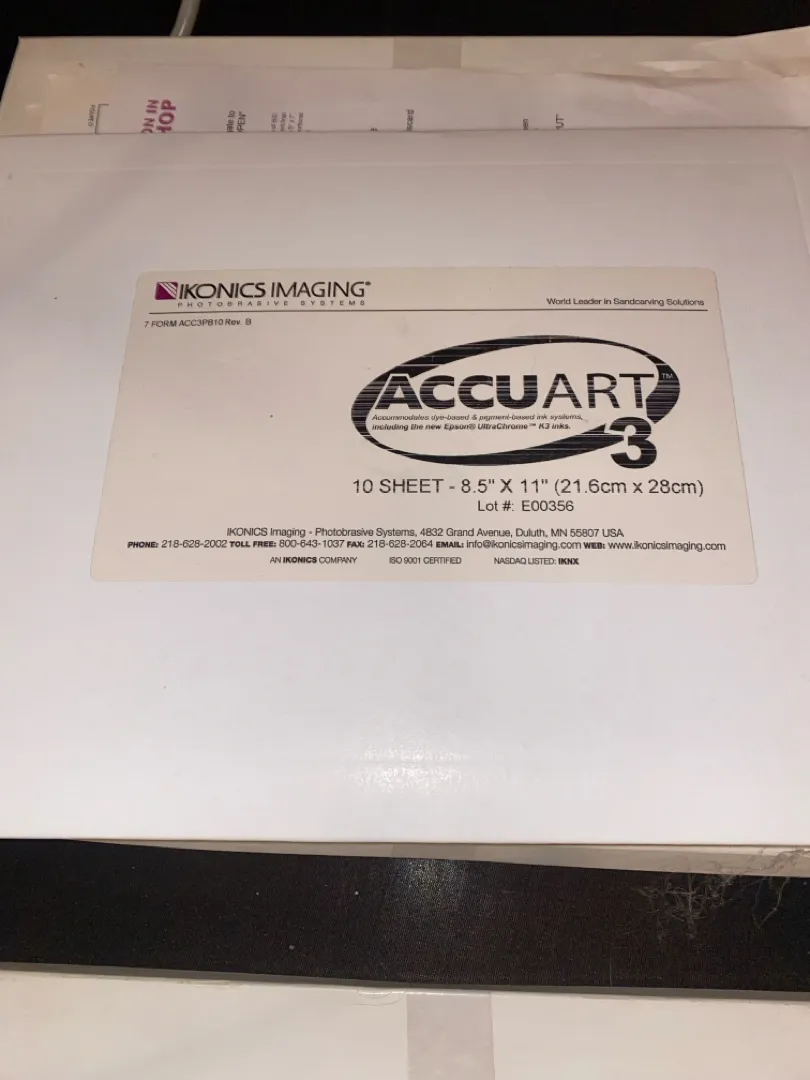 ON IN
HOP
IKONICS IMAGING®
PHOTOBRASIVE SYSTEMS
World Leader in Sandcarving Solutions
7 FORM ACC3PB10 Rev. B
ACCUART™
Accommodates dye-based & pigment-based ink systems,
including the new Epson® UltraChrome™ K3 inks.
3
10 SHEET - 8.5" X 11" (21.6cm x 28cm)
Lot #: E00356
IKONICS Imaging - Photobrasive Systems, 4832 Grand Avenue, Duluth, MN 55807 USA
PHONE: 218-628-2002 TOLL FREE: 800-643-1037 FAX: 218-628-2064 EMAIL: info@ikonicsimaging.com WEB: www.ikonicsimaging.com
AN IKONICS COMPANY ISO 9001 CERTIFIED NASDAQ LISTED: IKNX